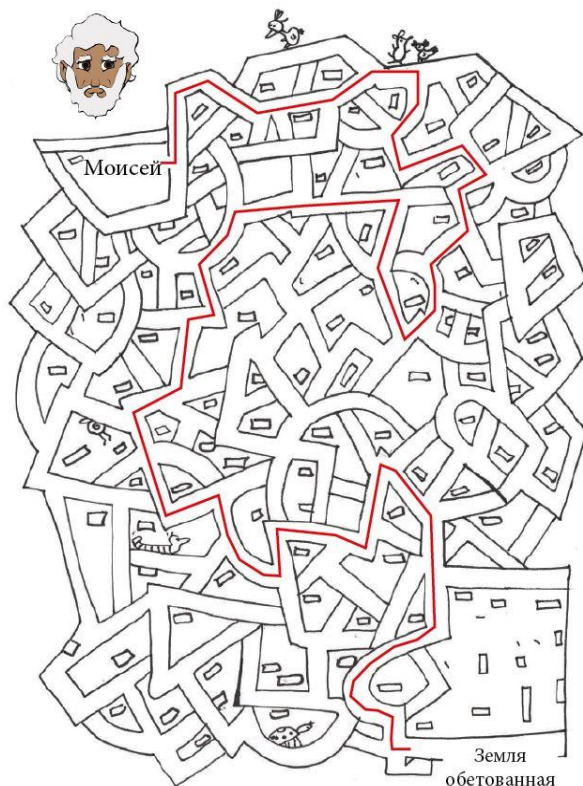 Моисей
Земля
обетованная